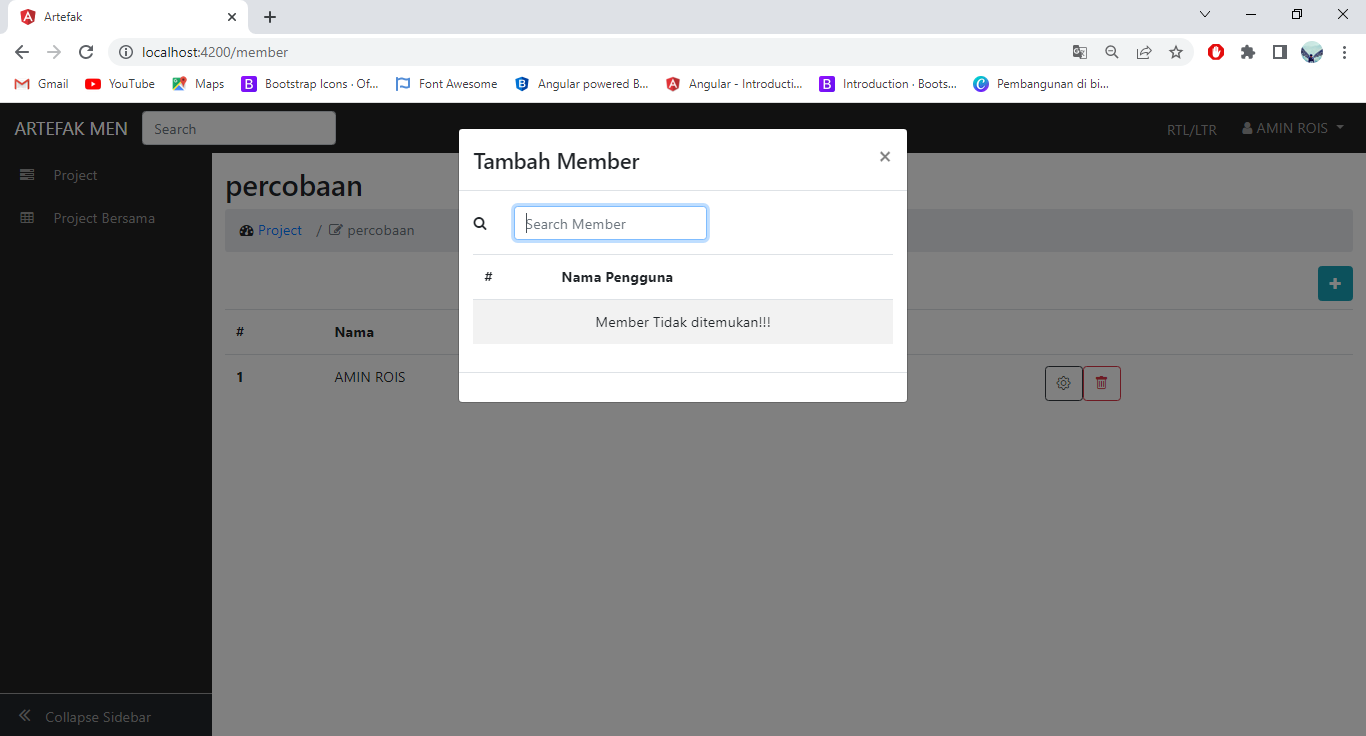 Artefak
localhost:4200/member
Gmail YouTube Maps Bootstrap Icons · Of... Font Awesome Angular powered B... Angular - Introducti... Introduction · Boots... Pembangunan di bi...
ARTEFAK MEN Search RTL/LTR AMIN ROIS
Project
Project Bersama
Collapse Sidebar
percobaan
Project / percobaan
# Nama
1 AMIN ROIS
Tambah Member ×
Search Member
# Nama Pengguna
Member Tidak ditemukan!!!